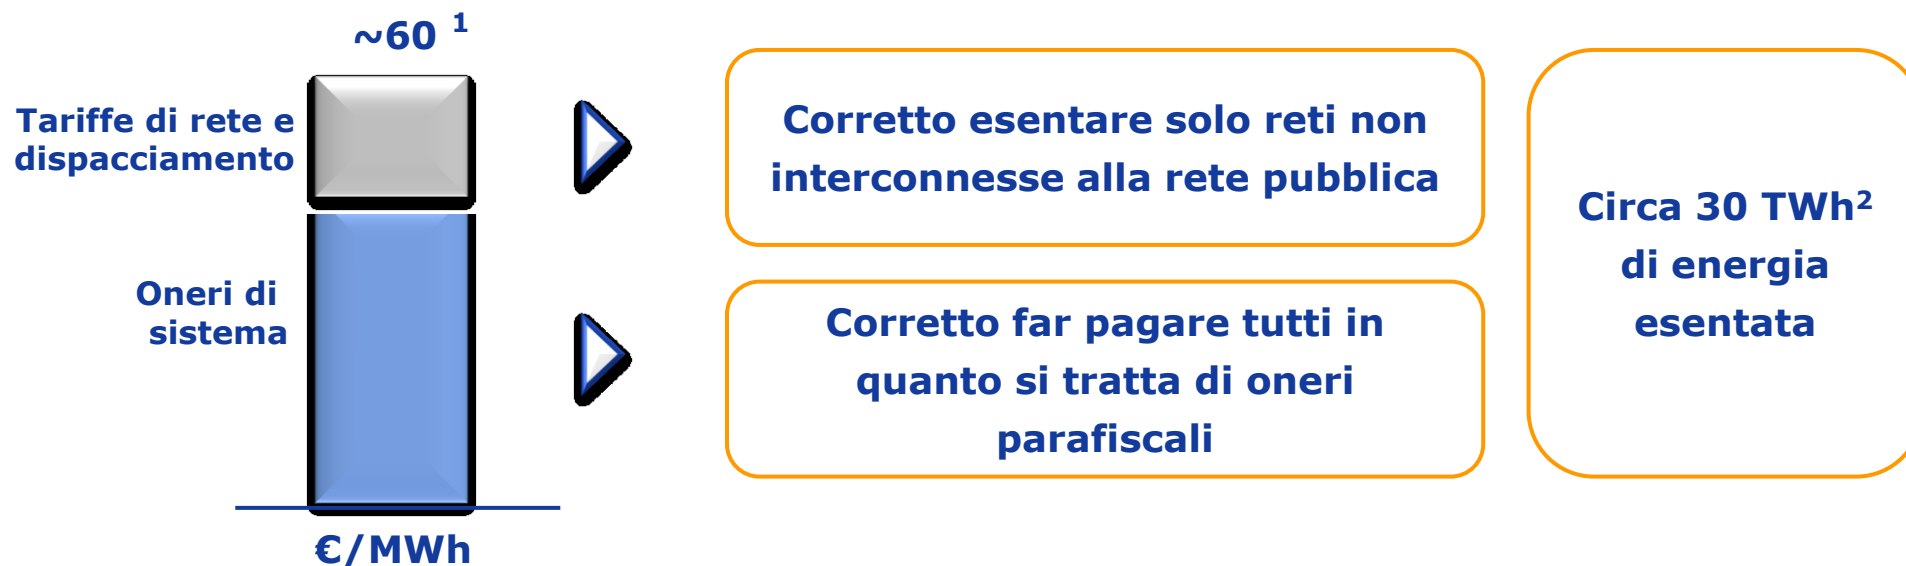 ~60 1
Tariffe di rete e
dispacciamento
Oneri di
sistema
€/MWh
Corretto esentare solo reti non
interconnesse alla rete pubblica
Corretto far pagare tutti in
quanto si tratta di oneri
parafiscali
Circa 30 TWh2
di energia
esentata